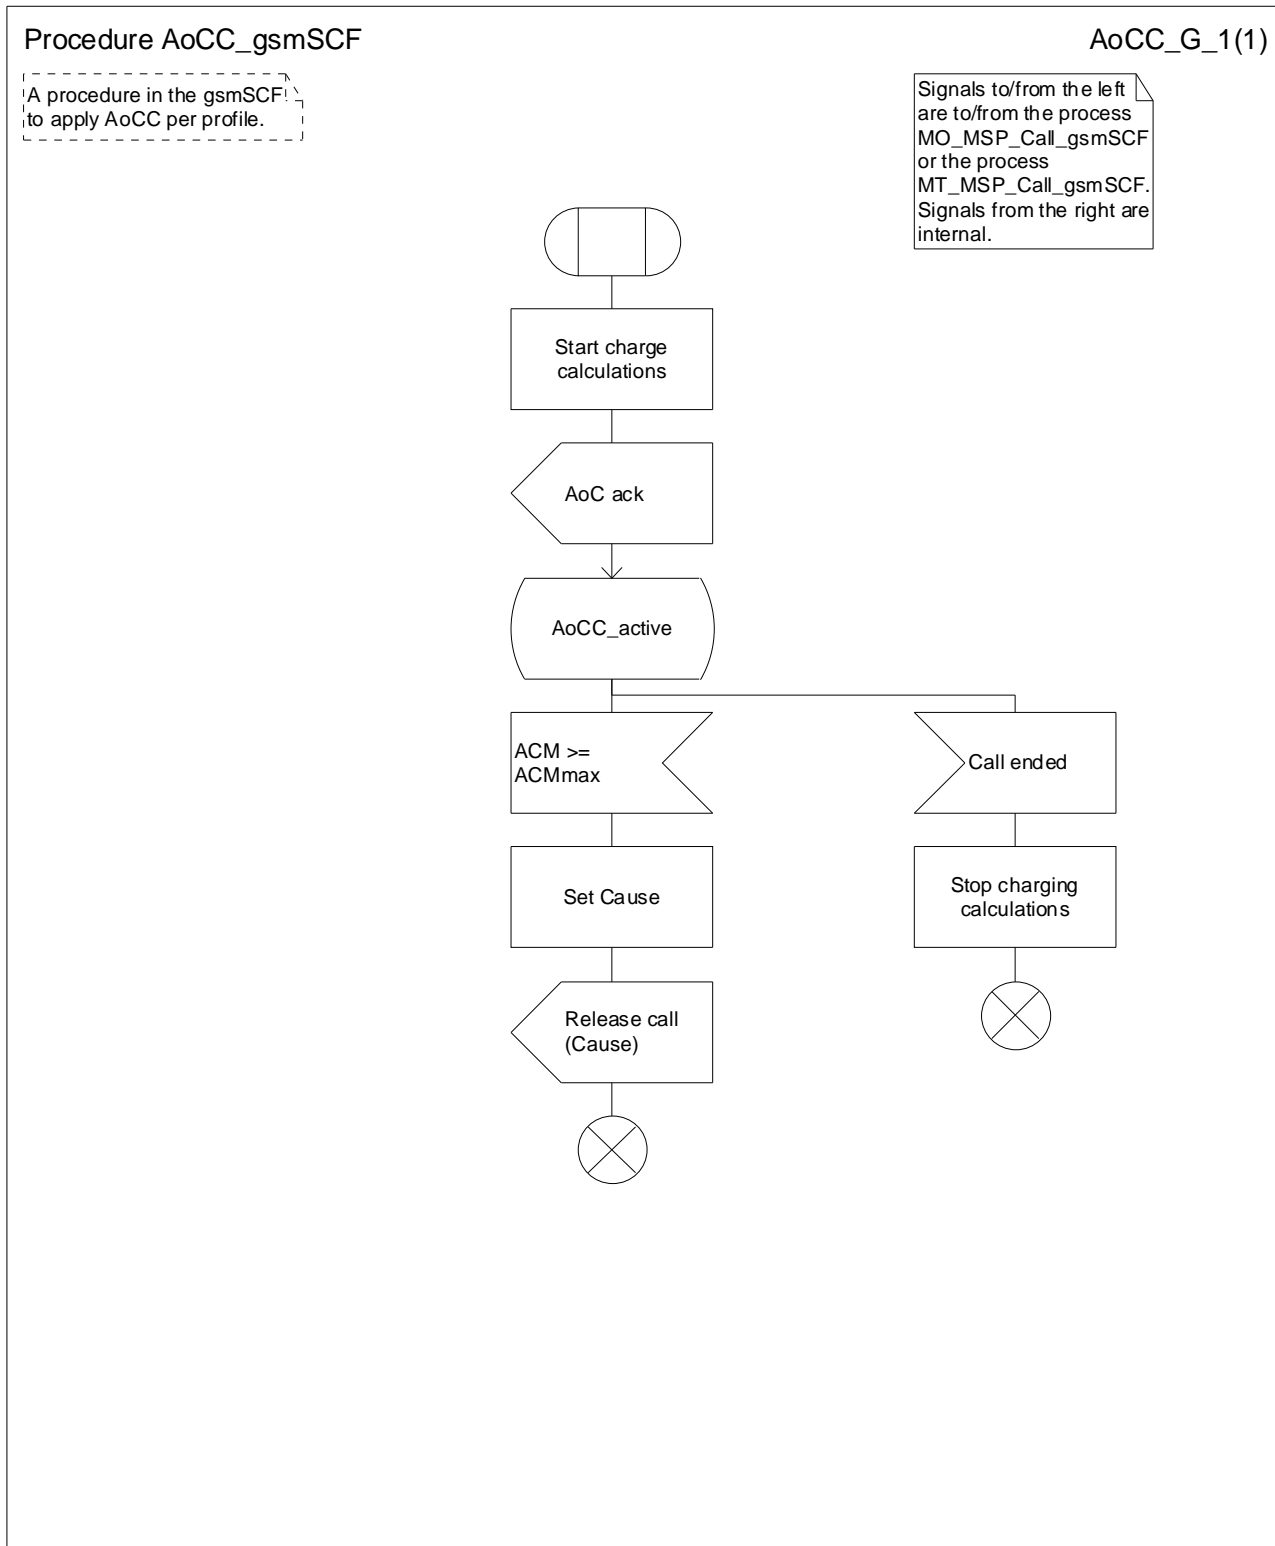 Procedure AoCC_gsmSCF
AoCC_G_1(1)
A procedure in the gsmSCF
to apply AoCC per profile.
Signals to/from the left
are to/from the process
MO_MSP_Call_gsmSCF
or the process
MT_MSP_Call_gsmSCF.
Signals from the right are
internal.
Start charge
calculations
AoC ack
AoCC_active
ACM >=
ACMmax
Call ended
Set Cause
Stop charging
calculations
Release call
(Cause)